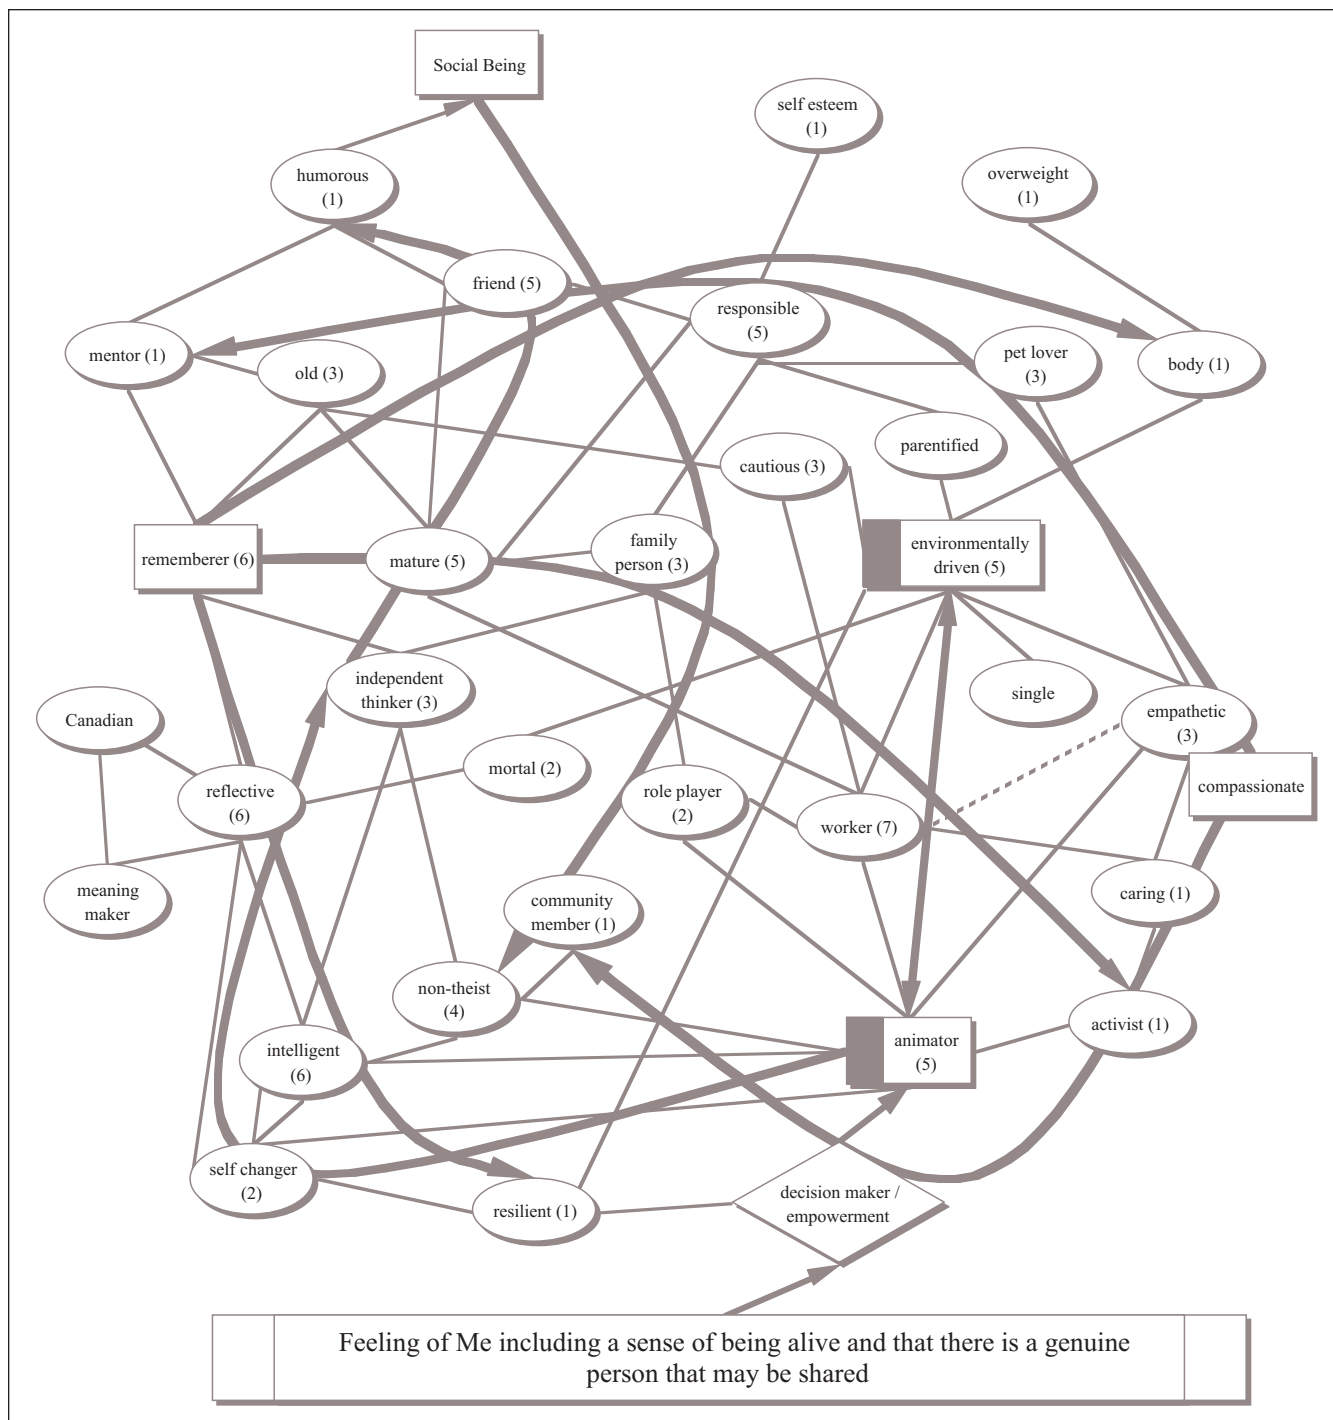 Social Being
self esteem
(1)
humorous
(1)
overweight
(1)
friend (5)
responsible
(5)
mentor (1)
old (3)
pet lover
(3)
body (1)
parentified
cautious (3)
rememberer (6)
mature (5)
family
person (3)
environmentally
driven (5)
independent
thinker (3)
single
Canadian
empathetic
(3)
mortal (2)
reflective
(6)
role player
(2)
compassionate
worker (7)
meaning
maker
community
member (1)
caring (1)
non-theist
(4)
activist (1)
intelligent
(6)
animator
(5)
self changer
(2)
resilient (1)
decision maker /
empowerment
Feeling of Me including a sense of being alive and that there is a genuine
person that may be shared